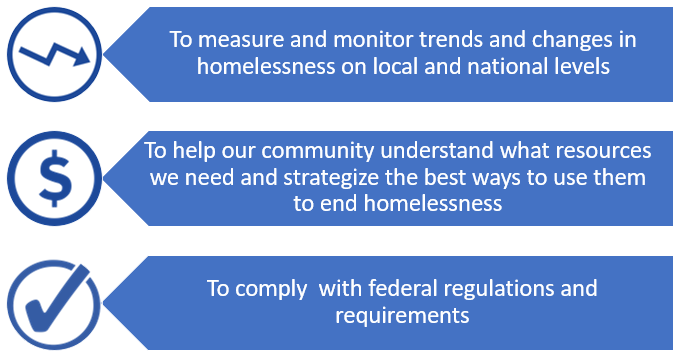 To measure and monitor trends and changes in
homelessness on local and national levels
$
To help our community understand what resources
we need and strategize the best ways to use them
to end homelessness
To comply  with federal regulations and
requirements